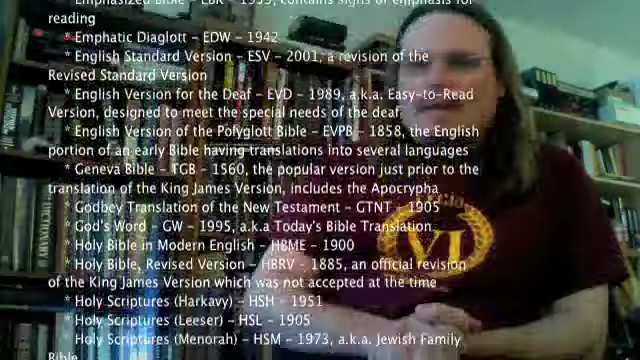 Emphasized Bible - EBR - 1959, contains signs of emphasis for
reading
* Emphatic Diaglott - EDW - 1942
* English Standard Version - ESV - 2001, a revision of the
Revised Standard Version
* English Version for the Deaf - EVD - 1989, a.k.a. Easy-to-Read
Version, designed to meet the special needs of the deaf
* English Version of the Polyglott Bible - EVPB - 1858, the English
portion of an early Bible having translations into several languages
* Geneva Bible - TGB - 1560, the popular version just prior to the
translation of the King James Version, includes the Apocrypha
* Godbey Translation of the New Testament - GTNT - 1905
* God's Word - GW - 1995, a.k.a Today's Bible Translation
* Holy Bible in Modern English - HBME - 1900
* Holy Bible, Revised Version - HBRV - 1885, an official revision
of the King James Version which was not accepted at the time
* Holy Scriptures (Harkavy) - HSH - 1951
* Holy Scriptures (Leeser) - HSL - 1905
* Holy Scriptures (Menorah) - HSM - 1973, a.k.a. Jewish Family
Bible
VI